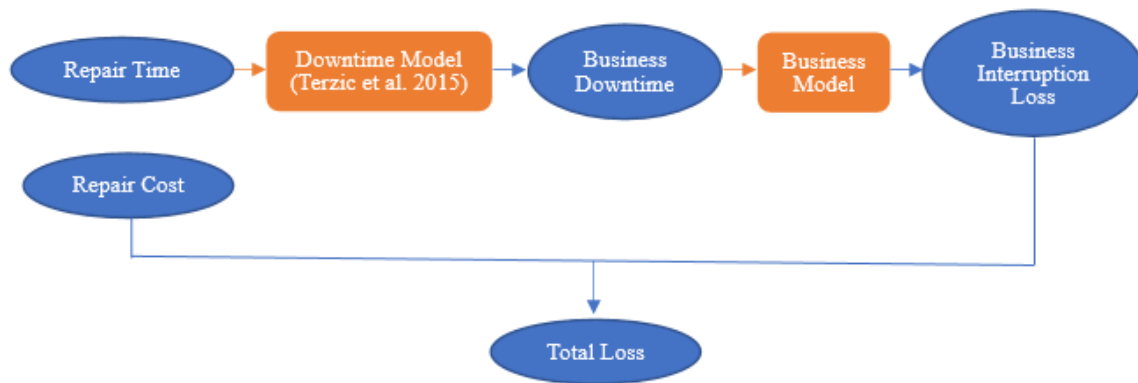 Repair Time
Downtime Model
(Terzic et al. 2015)
Business
Downtime
Business
Model
Business
Interruption
Loss
Repair Cost
Total Loss